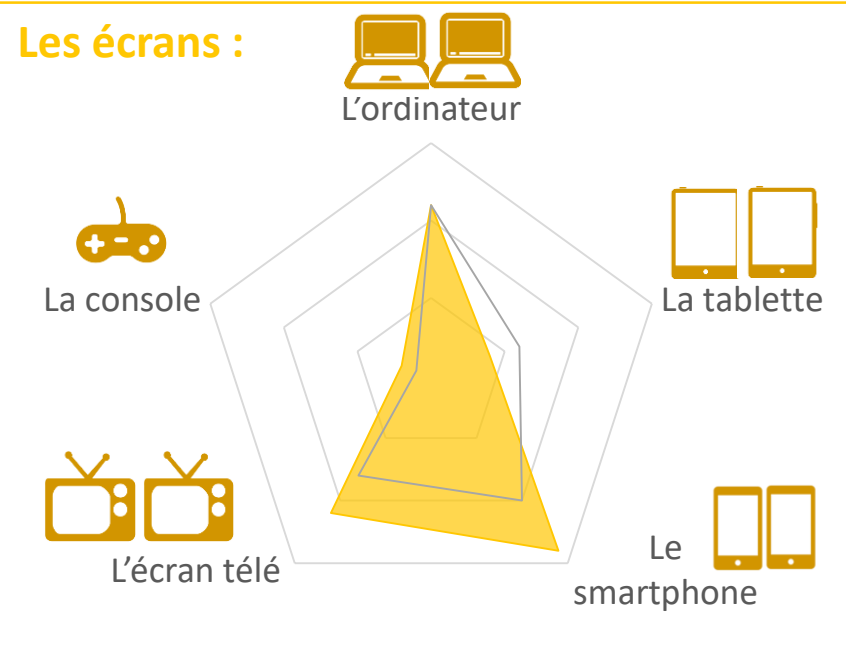 Les écrans :
L'ordinateur
La console
La tablette
L'écran télé
Le
smartphone